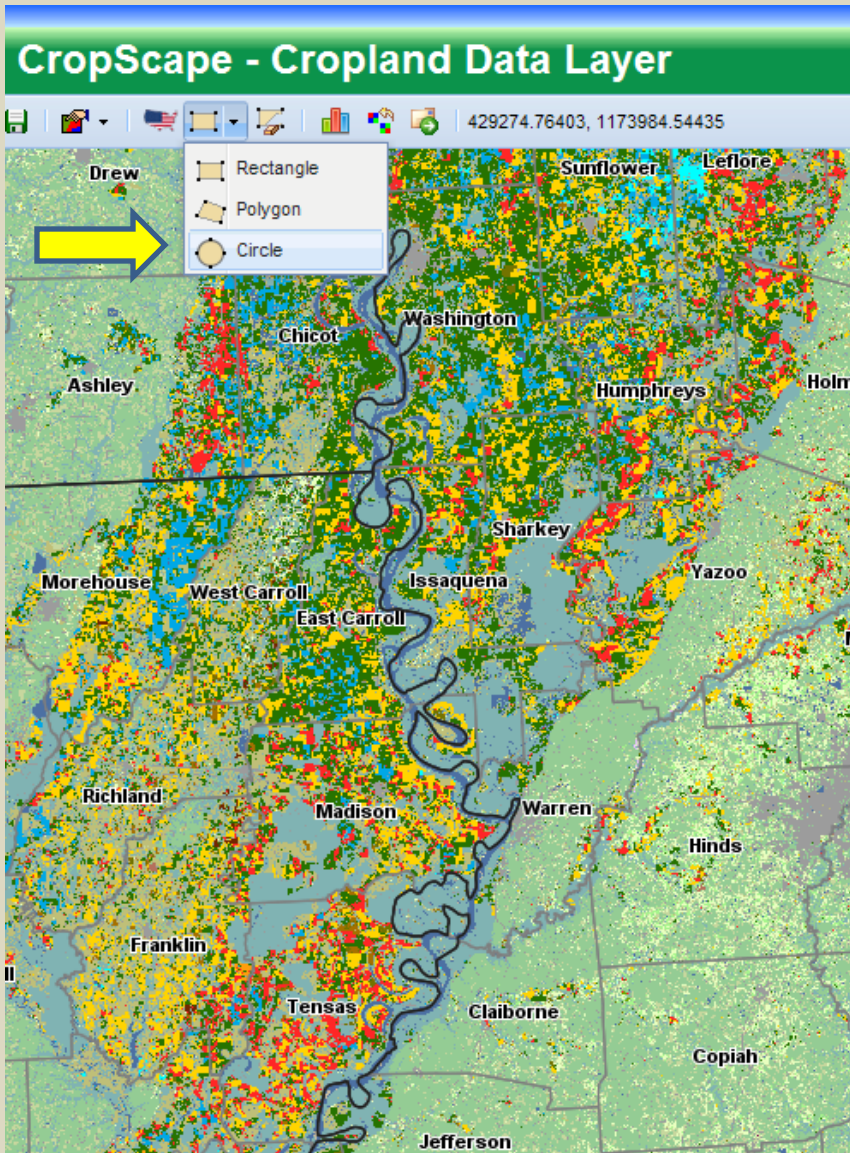 CropScape - Cropland Data Layer
429274.76403, 1173984.54435
Rectangle
Polygon
Circle
Drew
Sunflower
Leflore
Chicot
Washington
Ashley
Humphreys
Holm
Sharkey
Morehouse
West Carroll
Issaquena
Yazoo
East Carroll
Richland
Madison
Warren
Hinds
Franklin
Tensas
Claiborne
Copiah
Jefferson